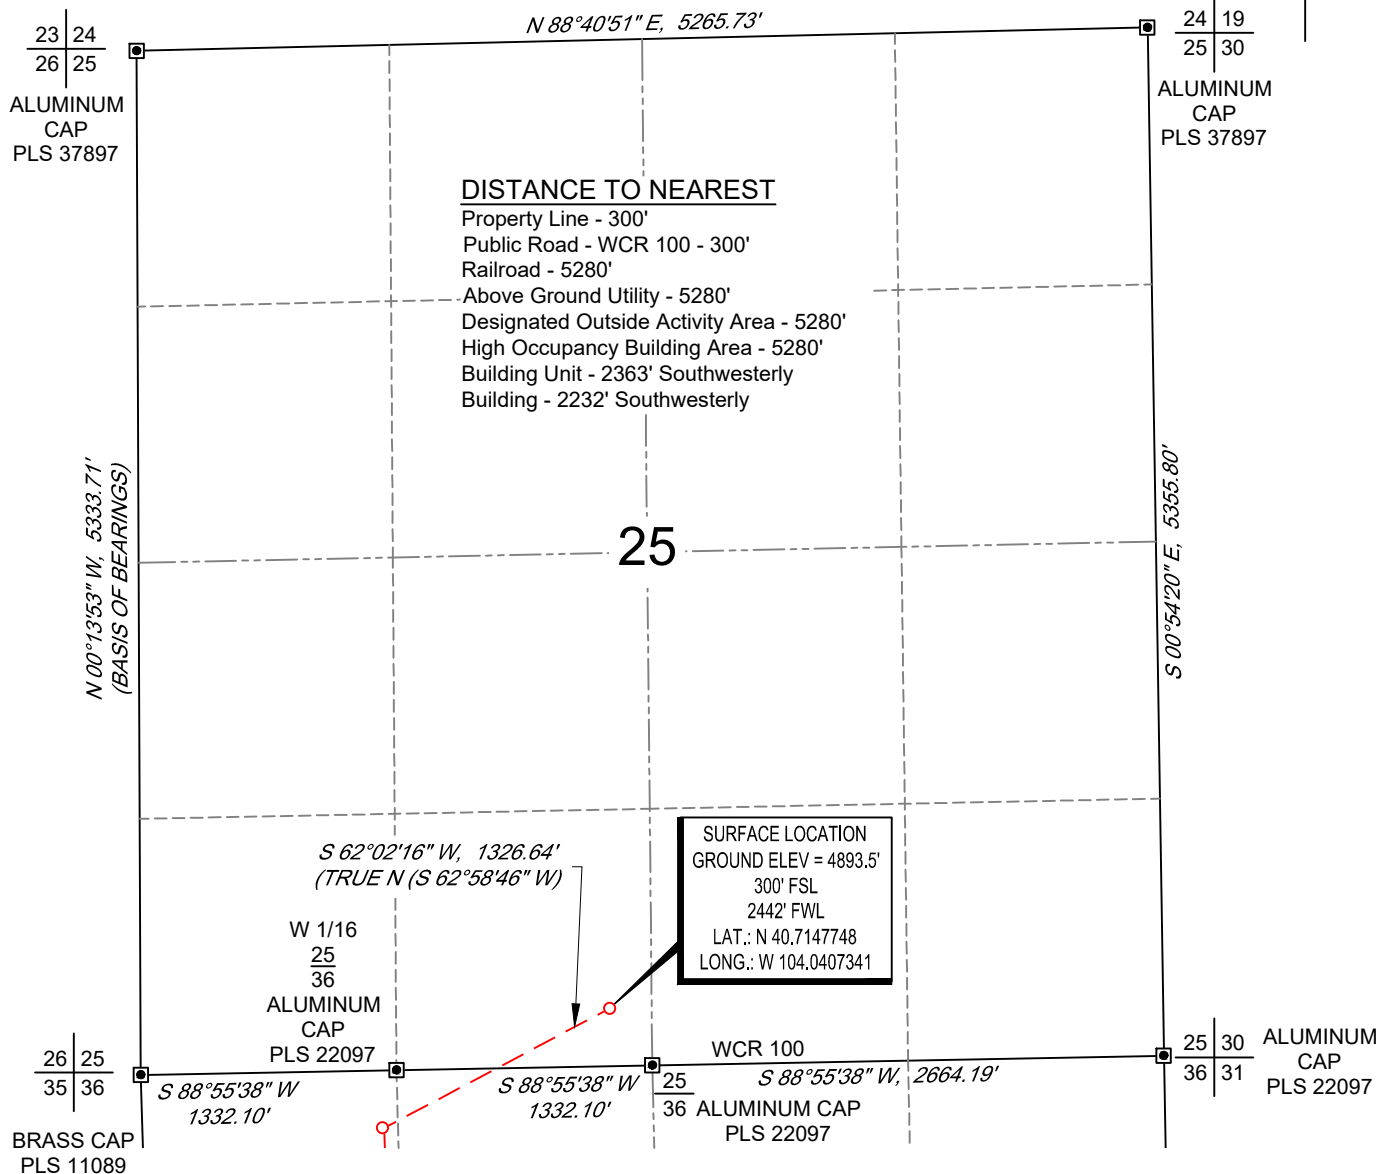 N 88°40'51" E, 5265.73'
23 24
26 25
ALUMINUM
CAP
PLS 37897
24 19
25 30
ALUMINUM
CAP
PLS 37897
DISTANCE TO NEAREST
Property Line - 300'
Public Road - WCR 100 - 300'
Railroad - 5280'
Above Ground Utility - 5280'
Designated Outside Activity Area - 5280'
High Occupancy Building Area - 5280'
Building Unit - 2363' Southwesterly
Building - 2232' Southwesterly
N 00°13'53" W, 5333.71'
(BASIS OF BEARINGS)
25
S 00°54'20" E, 5355.80'
S 62°02'16" W, 1326.64'
(TRUE N (S 62°58'46" W)
SURFACE LOCATION
GROUND ELEV = 4893.5'
300' FSL
2442' FWL
LAT.: N 40.7147748
LONG.: W 104.0407341
W 1/16
25
36
ALUMINUM
CAP
PLS 22097
26 25
35 36
BRASS CAP
PLS 11089
S 88°55'38" W
1332.10'
S 88°55'38" W
1332.10'
WCR 100
25
36 ALUMINUM CAP
PLS 22097
S 88°55'38" W, 2664.19'
25 30
36 31
ALUMINUM
CAP
PLS 22097